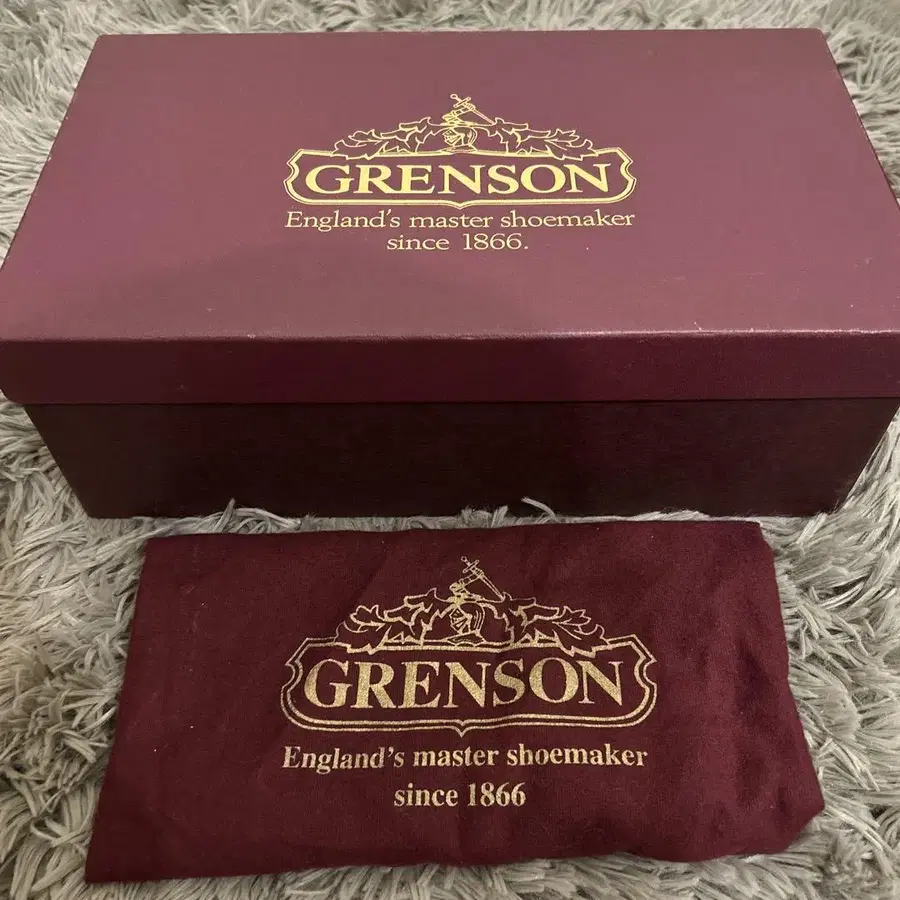 GRENSON
England's master shoemaker
since 1866.
GRENSON
England's master shoemaker
since 1866